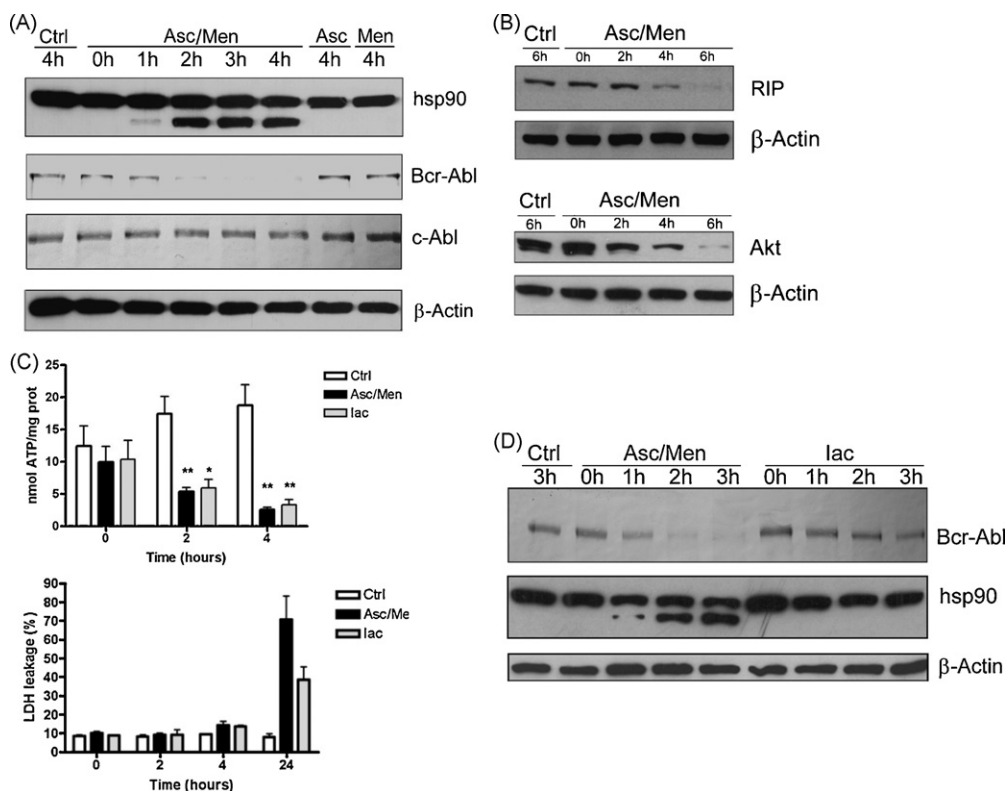 (A)
Ctrl Asc/Men Asc Men
4h 0h 1h 2h 3h 4h 4h 4h
hsp90
Bcr-Abl
c-Abl
β-Actin
(B)
Ctrl Asc/Men
6h 0h 2h 4h 6h
RIP
β-Actin
Ctrl Asc/Men
6h 0h 2h 4h 6h
Akt
β-Actin
(C)
nmol ATP/mg prot
25
20
15
10
5
0
** * ** **
0 2 4
Time (hours)
Ctrl
Asc/Men
Iac
LDH leakage (%)
90
80
70
60
50
40
30
20
10
0
0 2 4 24
Time (hours)
Ctrl
Asc/Me
Iac
(D)
Ctrl Asc/Men Iac
3h 0h 1h 2h 3h 0h 1h 2h 3h
Bcr-Abl
hsp90
β-Actin